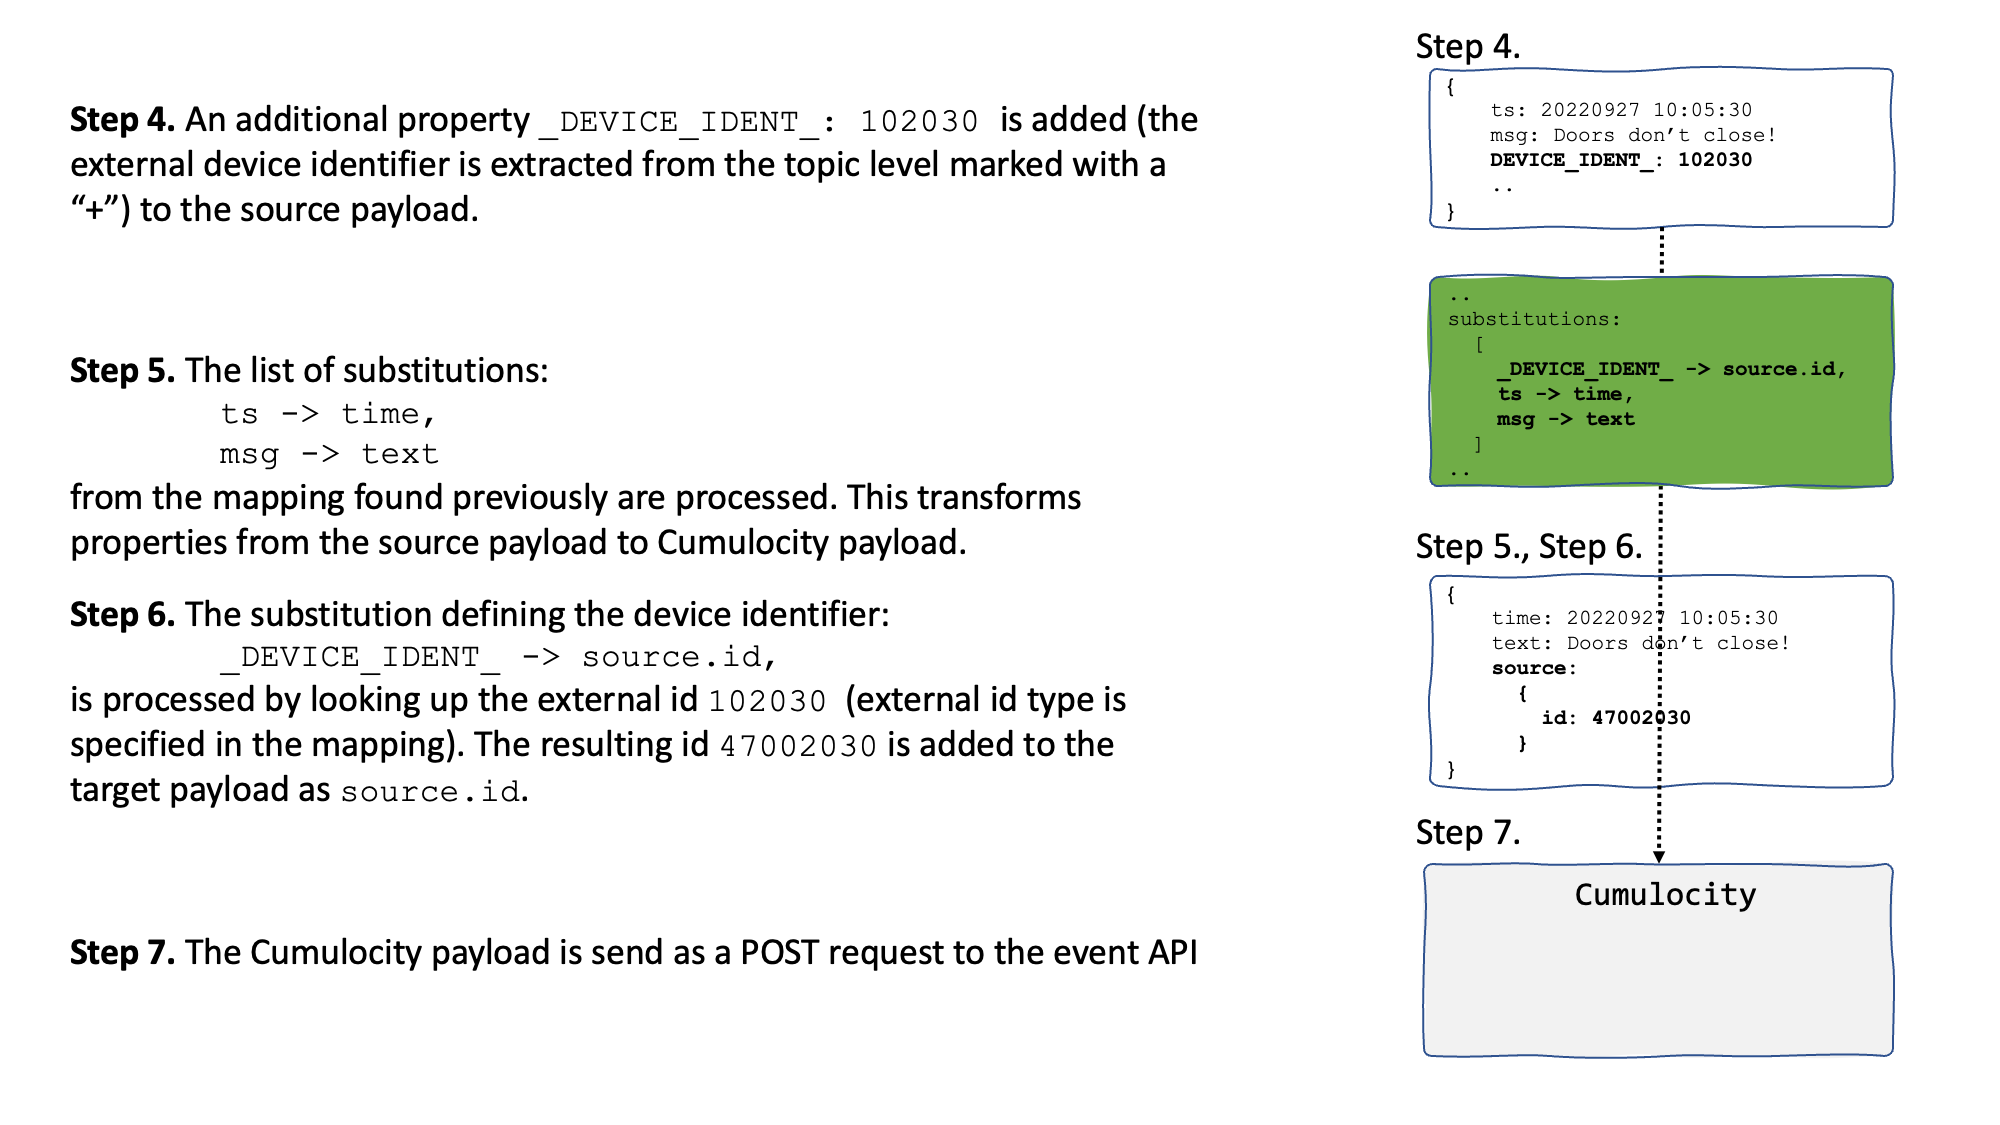 Step 4. An additional property _DEVICE_IDENT_: 102030 is added (the
external device identifier is extracted from the topic level marked with a
“+”) to the source payload.
Step 5. The list of substitutions:
ts -> time,
msg -> text
from the mapping found previously are processed. This transforms
properties from the source payload to Cumulocity payload.
Step 6. The substitution defining the device identifier:
_DEVICE_IDENT_ -> source.id,
is processed by looking up the external id 102030 (external id type is
specified in the mapping). The resulting id 47002030 is added to the
target payload as source.id.
Step 7. The Cumulocity payload is send as a POST request to the event API
Step 4.
{
ts: 20220927 10:05:30
msg: Doors don’t close!
DEVICE_IDENT_: 102030
..
}
..
substitutions:
[
_DEVICE_IDENT_ -> source.id,
ts -> time,
msg -> text
]
..
Step 5., Step 6.
{
time: 20220927 10:05:30
text: Doors don’t close!
source:
{
id: 47002030
}
}
Step 7.
Cumulocity